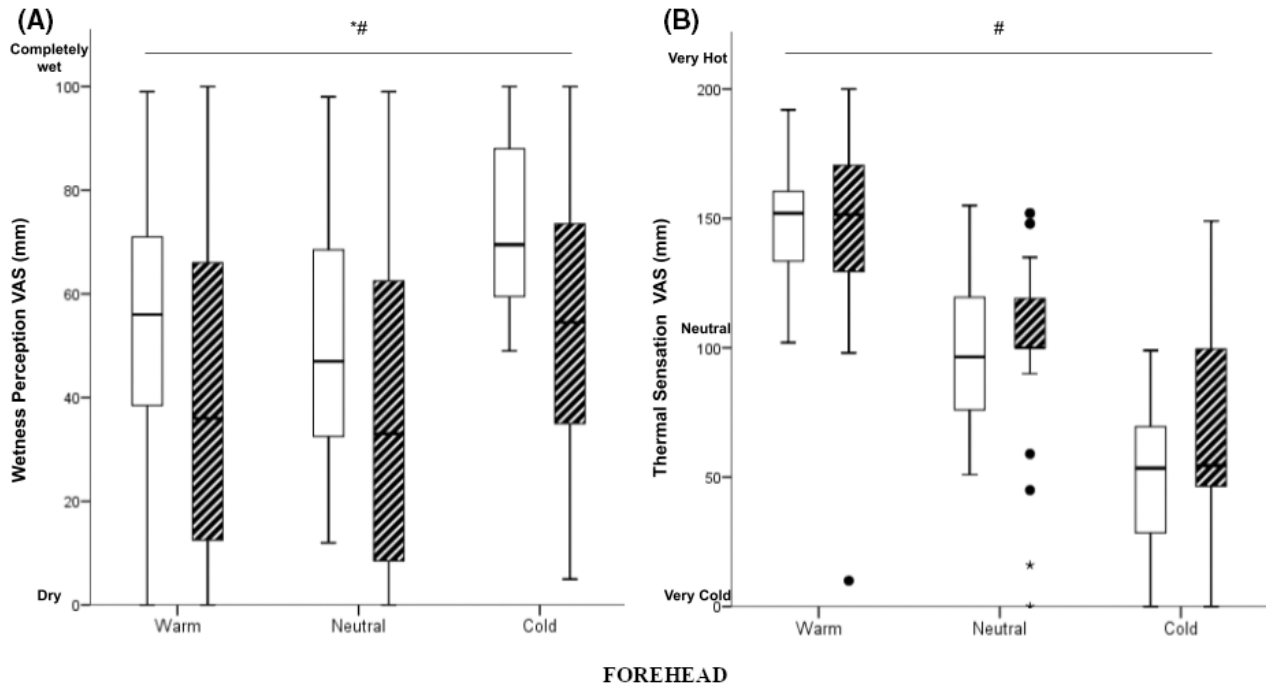 (A)
*#
Completely
wet
100
80
60
40
20
0
Dry
Wetness Perception VAS (mm)
Warm
Neutral
Cold
(B)
#
Very Hot
200
150
Neutral
100
50
Very Cold
0
Thermal Sensation VAS (mm)
Warm
Neutral
Cold
FOREHEAD